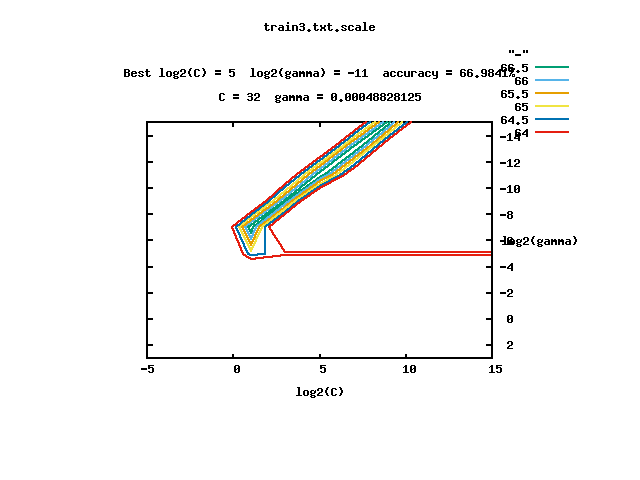 train3.txt.scale
"-"
Best log2(C) = 5  log2(gamma) = -11  accuracy = 66.9841%
66.5
66
65.5
65
64.5
64
C = 32  gamma = 0.00048828125
-14
-12
-10
-8
-6
log2(gamma)
-4
-2
0
2
-5 0 5 10 15
log2(C)